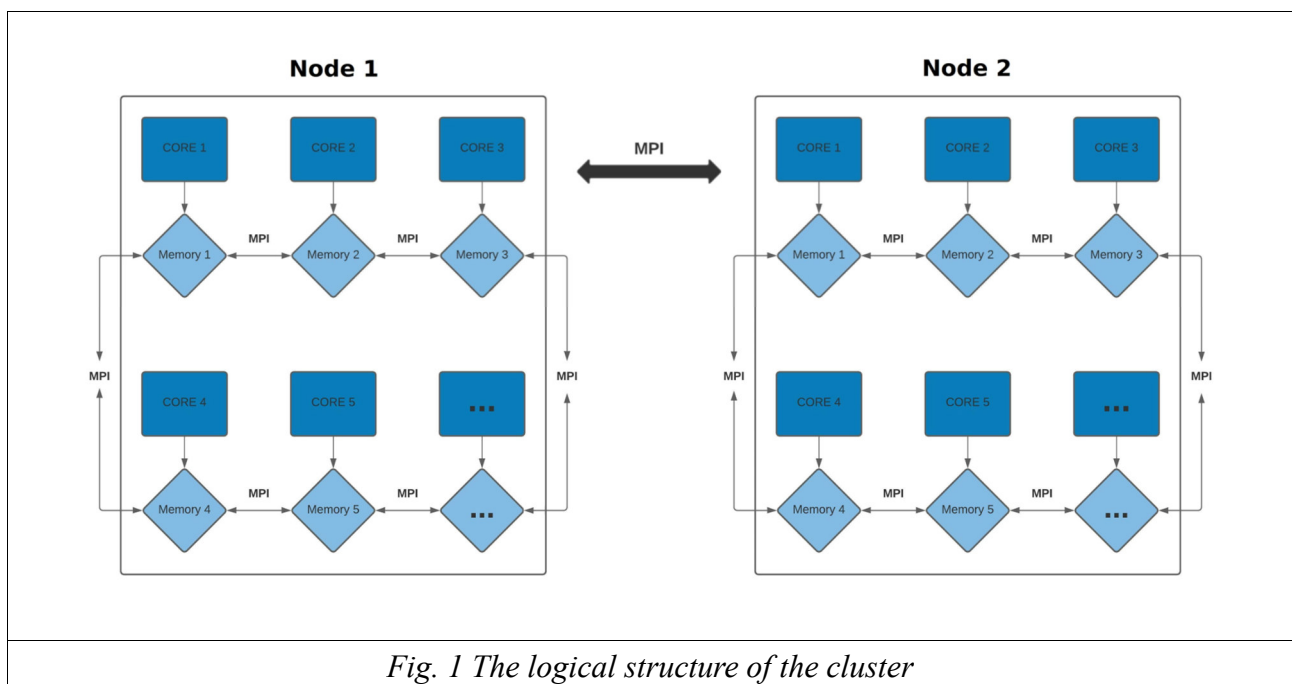 Node 1
Node 2
CORE 1
CORE 2
CORE 3
MPI
CORE 1
CORE 2
CORE 3
Memory 1
MPI
Memory 2
MPI
Memory 3
Memory 1
MPI
Memory 2
MPI
Memory 3
MPI
MPI
MPI
MPI
CORE 4
CORE 5
...
CORE 4
CORE 5
...
Memory 4
MPI
Memory 5
MPI
...
Memory 4
MPI
Memory 5
MPI
...
Fig. 1 The logical structure of the cluster